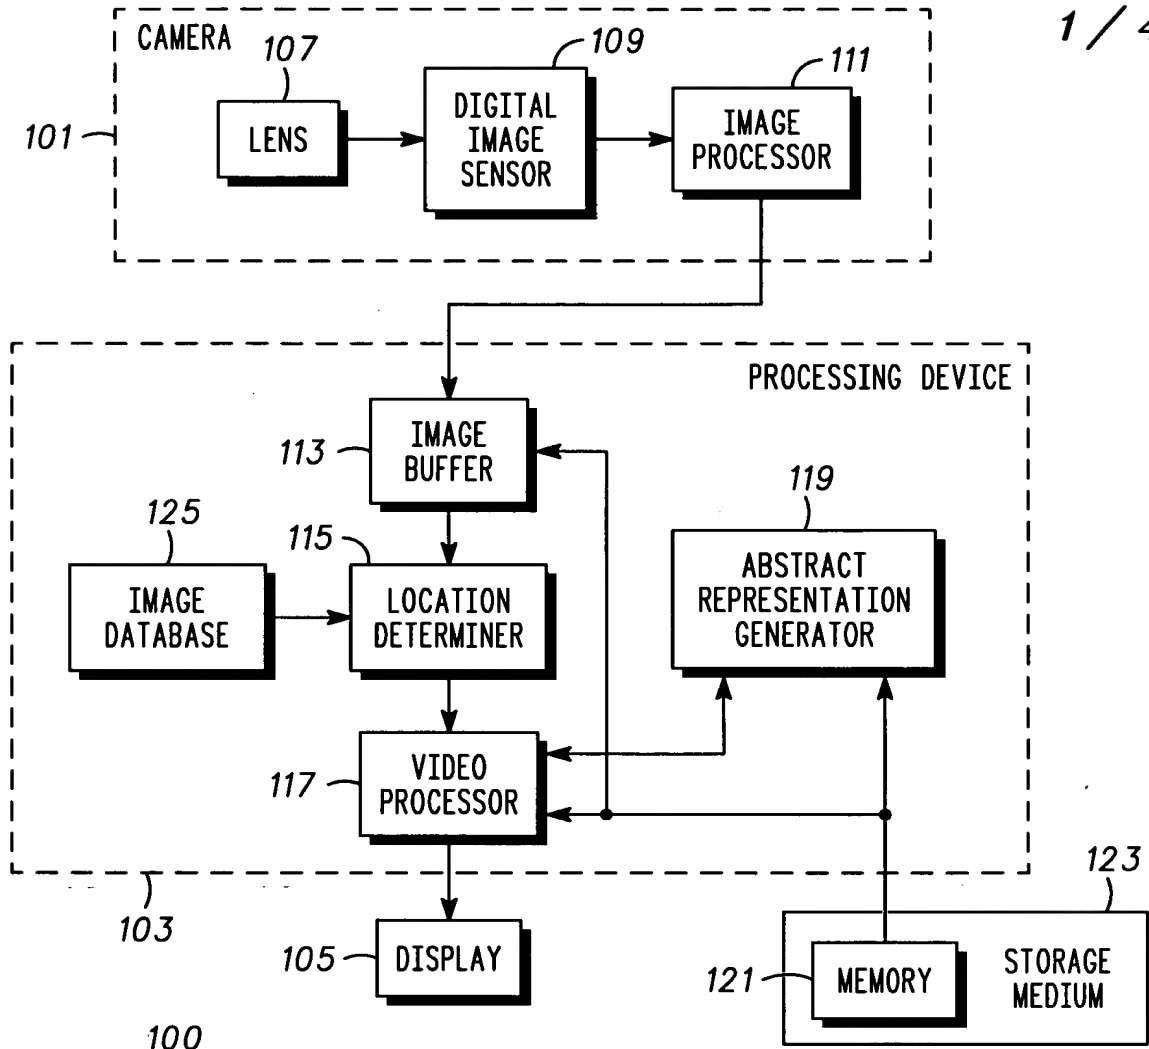 1 / 4
CAMERA
107
109
111
101
LENS
DIGITAL
IMAGE
SENSOR
IMAGE
PROCESSOR
PROCESSING DEVICE
113
IMAGE
BUFFER
125
115
119
IMAGE
DATABASE
LOCATION
DETERMINER
ABSTRACT
REPRESENTATION
GENERATOR
117
VIDEO
PROCESSOR
103
105
DISPLAY
123
121
MEMORY
STORAGE
MEDIUM
100